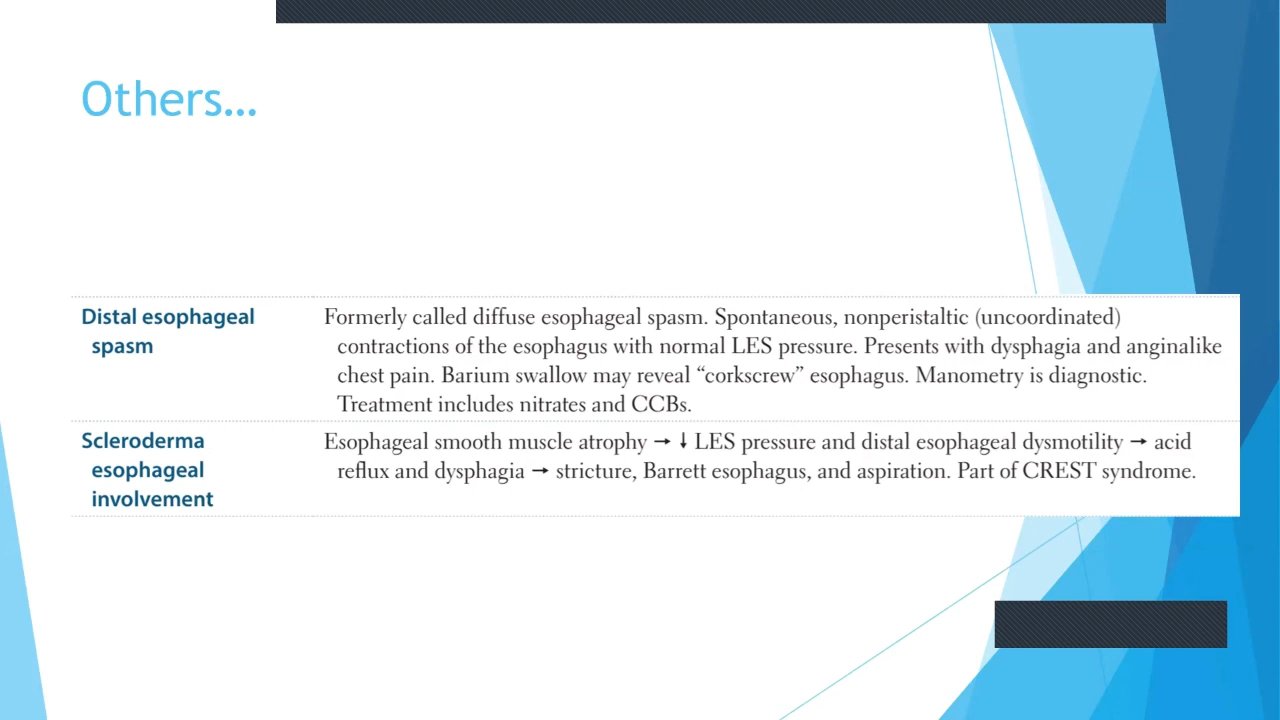 Others…
Distal esophageal
spasm
Formerly called diffuse esophageal spasm. Spontaneous, nonperistaltic (uncoordinated)
contractions of the esophagus with normal LES pressure. Presents with dysphagia and anginalike
chest pain. Barium swallow may reveal “corkscrew” esophagus. Manometry is diagnostic.
Treatment includes nitrates and CCBs.
Scleroderma
esophageal
involvement
Esophageal smooth muscle atrophy → ↓ LES pressure and distal esophageal dysmotility → acid
reflux and dysphagia → stricture, Barrett esophagus, and aspiration. Part of CREST syndrome.